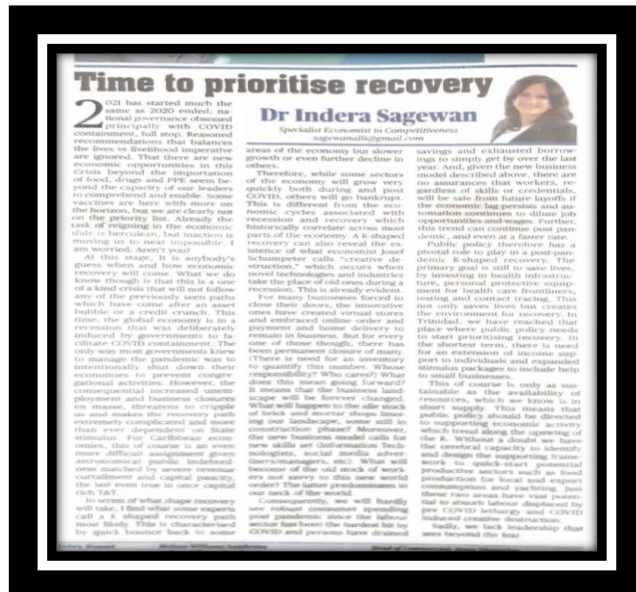 Time to prioritise recovery
Dr Indera Sagewan
Specialist Economist in Competitiveness
sagewanalli@gmail.com
2021 has started much the
same as 2020 ended; na-
tional governance obsessed
principally with COVID
containment, full stop. Reasoned
recommendations that balances
the lives vs livelihood imperative
are ignored. That there are new
economic opportunities in this
Crisis beyond the importation
of food, drugs and PPE seem be-
yond the capacity of our leaders
to comprehend and enable. Some
vaccines are here with more on
the horizon, but we are clearly not
on the priority list. Already the
task of reigning in the economic
slide is herculean, but inaction is
moving us to near impossible. I
am worried. Aren't you?
At this stage, It is anybody's
guess when and how economic
recovery will come. What we do
know though is that this is a one
of a kind crisis that will not follow
any of the previously seen paths
which have come after an asset
bubble or a credit crunch. This
time, the global economy is in a
recession that was deliberately
induced by governments to fa-
cilitate COVID containment. The
only way most governments knew
to manage the pandemic was to
intentionally shut down their
economies to prevent congre-
gational activities. However, the
consequential increased unem-
ployment and business closures
en masse, threatens to cripple
so and makes the recovery path
extremely complicated and more
than ever dependent on State
stimulus. For Caribbean econ-
omies, this of course is an even
more difficult assignment given
astronomical public indebted-
ness matched by severe revenue
curtailment and capital paucity,
the last even true in once capital
rich T&T.
In terms of what shape recovery
will take, I find what some experts
call a K shaped recovery path
most likely. This is characterised
by quick bounce back in some
areas of the economy but slower
growth or even further decline in
others.
Therefore, while some sectors
of the economy will grow very
quickly both during and post
COVID, others will go bankrupt.
This is different from the eco-
nomic cycles associated with
recession and recovery which
historically correlate across most
parts of the economy. A K-shaped
recovery can also reveal the ex-
istence of what economist Josef
Schumpeter calls "creative de-
struction," which occurs when
novel technologies and industries
take the place of old ones during a
recession. This is already evident.
For many businesses forced to
close their doors, the innovative
ones have created virtual stores
and embraced online order and
payment and home delivery to
remain in business. But for every
one of those though, there has
been permanent closure of many.
(There is need for an inventory
to quantify this number. Whose
responsibility? Who cares?) What
does this mean going forward?
It means that the business land-
scape will be forever changed.
What will happen to the idle stock
of brick and mortar shops litter-
ing our landscape, some still in
construction phase? Moreover,
the new business model calls for
new skills set (Information Tech-
nologists, social media adver-
tisers-managers, etc). What will
become of the old stock of work-
ers not savvy to this new world
order? The latter predominates in
our neck of the world.
Consequently, we will hardly
see robust consumer spending
post pandemic since the labour
sector has been the hardest hit by
COVID and persons have drained
savings and exhausted borrow-
ings to simply get by over the last
year. And, given the new business
model described above, there are
no assurances that workers, re-
gardless of skills or credentials,
will be safe from future layoffs if
the economic lag persists and au-
tomation continues to dilute job
opportunities and wages. Further,
this trend can continue post pan-
demic, and even at a faster rate.
Public policy therefore has a
pivotal role to play in a post-pan-
demic K-shaped recovery. The
primary goal is still to save lives,
by investing in health infrastruc-
ture, personal protective equip-
ment for health care frontliners,
testing and contact tracing. This
not only saves lives but creates
the environment for recovery. In
Trinidad, we have reached that
place where public policy needs
to start prioritising recovery. In
the shortest term, there is need
for an extension of income sup-
port to individuals and expanded
stimulus packages to include help
to small businesses.
This of course is only as sus-
tainable as the availability of
resources, which we know is in
short supply. This means that
public policy should be directed
to supporting economic activity
which trend along the upswing of
the K. Without a doubt we have
the cerebral capacity to identify
and design the supporting frame-
work to quick-start potential
productive sectors such as food
production for local and export
consumption and yachting. Just
these two areas have vast poten-
tial to absorb labour displaced by
pre COVID lethargy and COVID
induced creative destruction.
Sadly, we lack leadership that
sees beyond the fear.